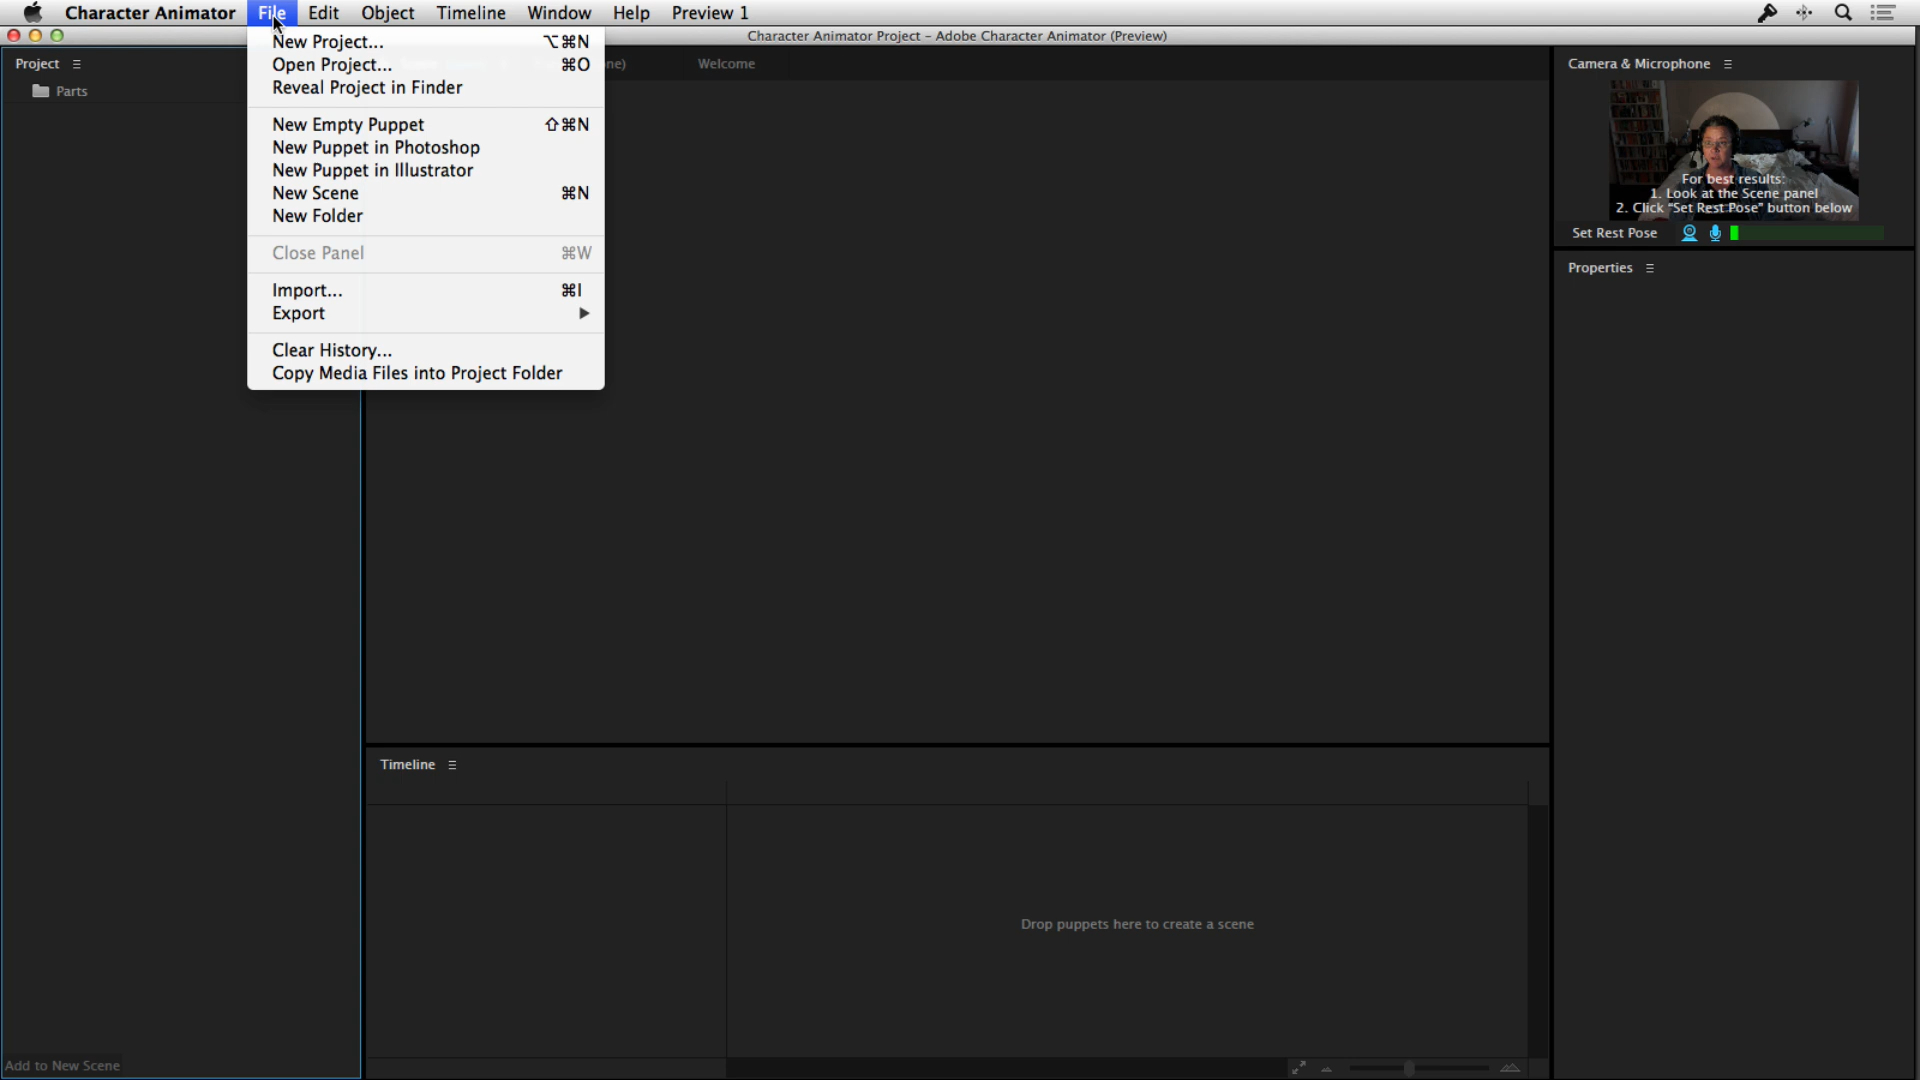 Character Animator File Edit Object Timeline Window Help Preview 1
Character Animator Project – Adobe Character Animator (Preview)
Project
Parts
New Project... ⌥⌘N
Open Project... ⌘O
Reveal Project in Finder
New Empty Puppet ⇧⌘N
New Puppet in Photoshop
New Puppet in Illustrator
New Scene ⌘N
New Folder
Close Panel ⌘W
Import... ⌘I
Export
Clear History...
Copy Media Files into Project Folder
Welcome
Camera & Microphone
For best results:
1. Look at the Scene panel
2. Click "Set Rest Pose" button below
Set Rest Pose
Properties
Timeline
Drop puppets here to create a scene
Add to New Scene